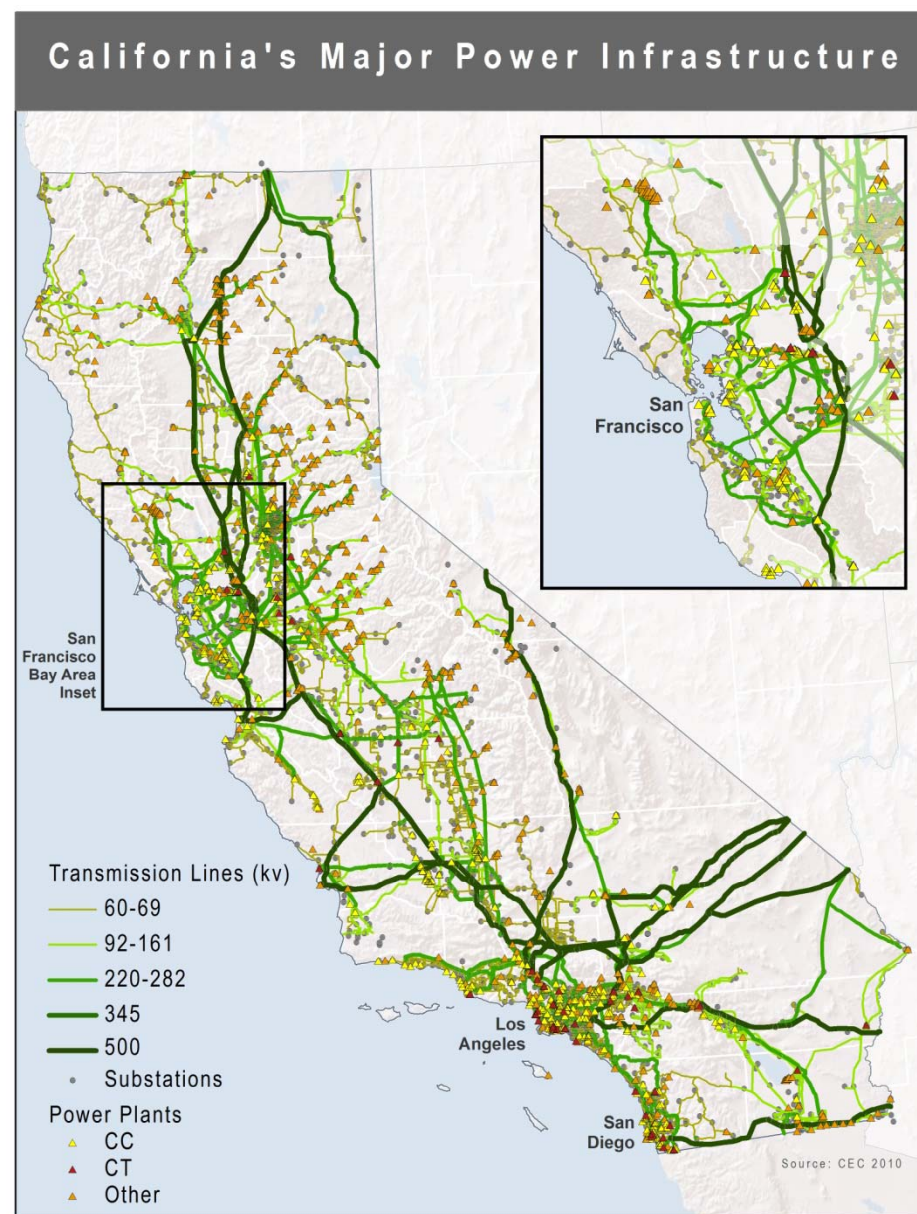 California's Major Power Infrastructure
San
Francisco
San
Francisco
Bay Area
Inset
Transmission Lines (kv)
60-69
92-161
220-282
345
500
Substations
Power Plants
CC
CT
Other
Los
Angeles
San
Diego
Source: CEC 2010